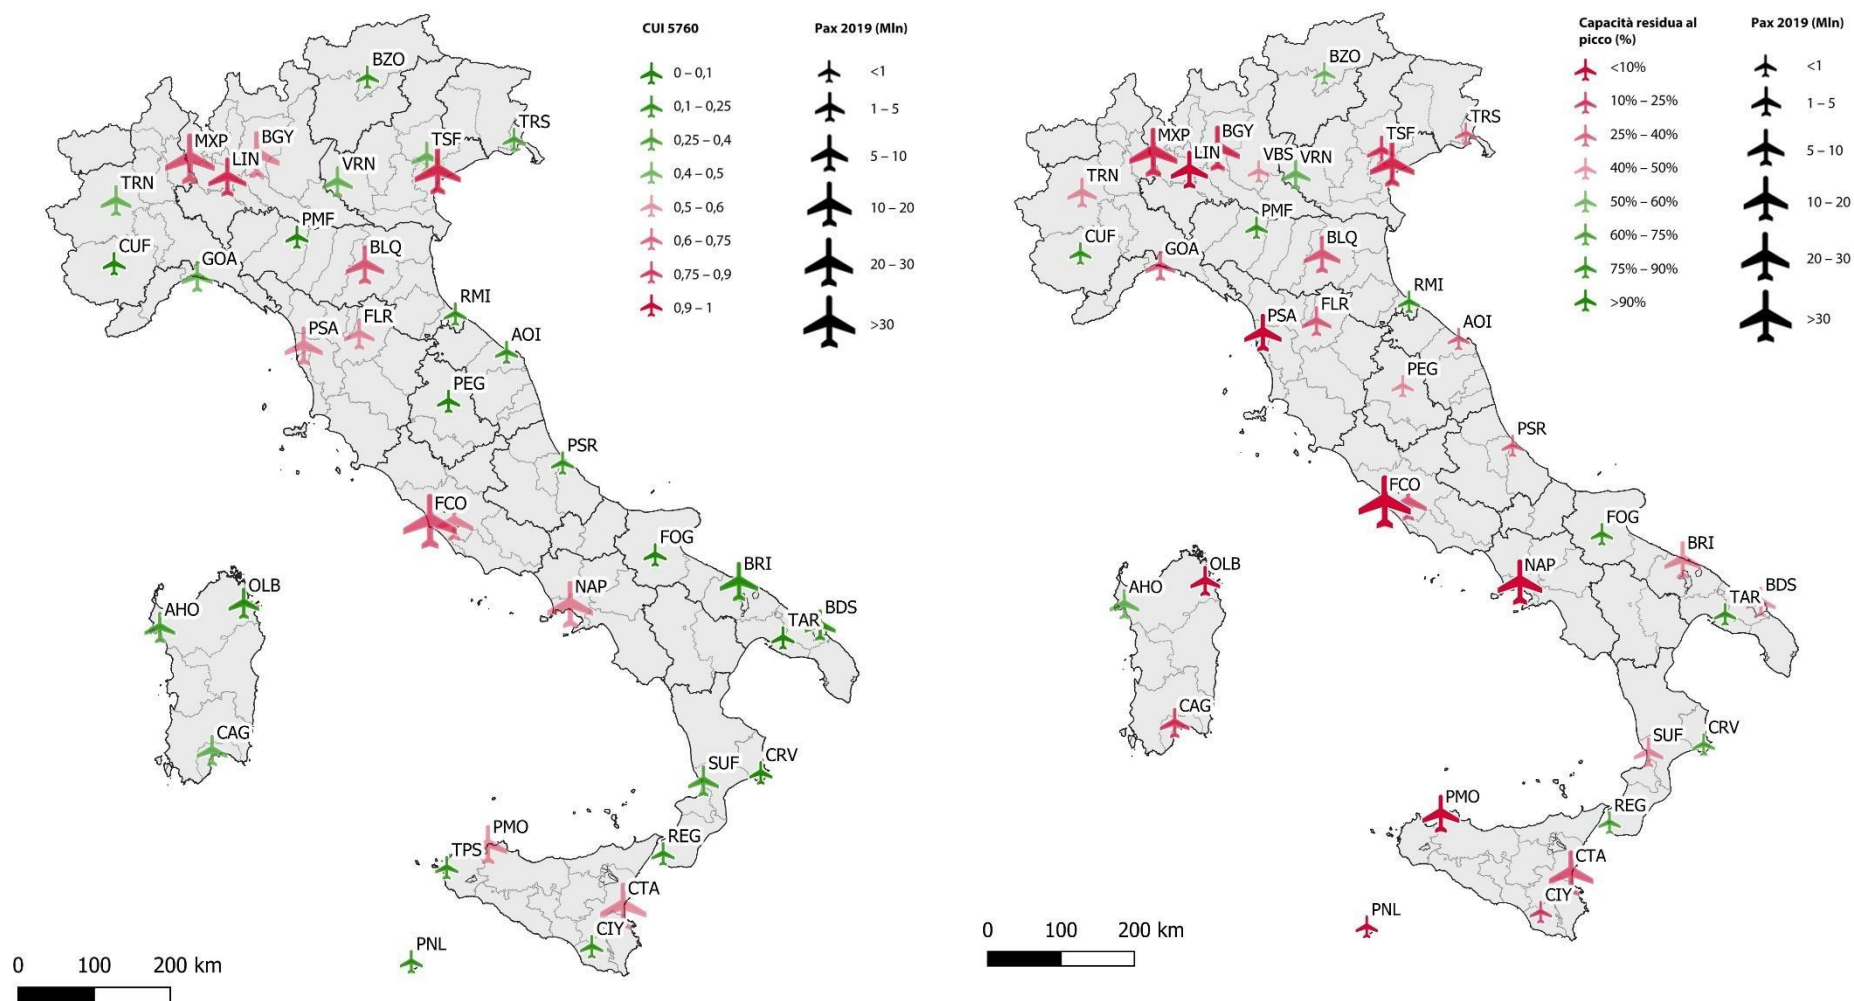 CUI 5760
0 – 0,1
0,1 – 0,25
0,25 – 0,4
0,4 – 0,5
0,5 – 0,6
0,6 – 0,75
0,75 – 0,9
0,9 – 1
Pax 2019 (Mln)
<1
1 – 5
5 – 10
10 – 20
20 – 30
>30
BZO
TRS
MXP
BGY
TSF
LIN
VRN
TRN
PMF
CUF
GOA
BLQ
RMI
PSA
FLR
AOI
PEG
PSR
FCO
FOG
BRI
NAP
OLB
AHO
TAR
BDS
CAG
SUF
CRV
PMO
TPS
REG
CTA
CIY
PNL
0 100 200 km
Capacità residua al
picco (%)
<10%
10% – 25%
25% – 40%
40% – 50%
50% – 60%
60% – 75%
75% – 90%
>90%
Pax 2019 (Mln)
<1
1 – 5
5 – 10
10 – 20
20 – 30
>30
BZO
TRS
MXP
BGY
TSF
LIN
VBS
VRN
TRN
PMF
CUF
GOA
BLQ
RMI
PSA
FLR
AOI
PEG
PSR
FCO
FOG
BRI
NAP
OLB
AHO
TAR
BDS
CAG
SUF
CRV
PMO
REG
CTA
CIY
PNL
0 100 200 km